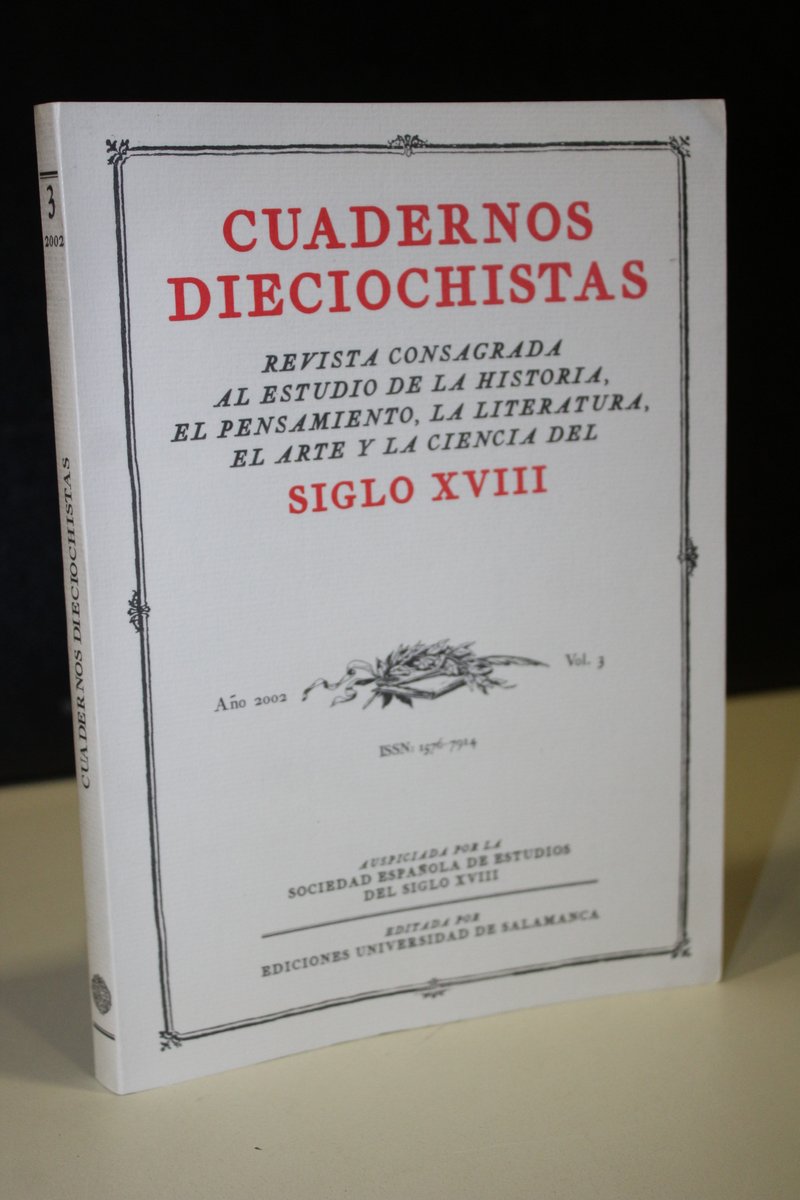 3
2002
CUADERNOS DIECIOCHISTAS
CUADERNOS
DIECIOCHISTAS
REVISTA CONSAGRADA
AL ESTUDIO DE LA HISTORIA,
EL PENSAMIENTO, LA LITERATURA,
EL ARTE Y LA CIENCIA DEL
SIGLO XVIII
Año 2002
Vol. 3
ISSN: 1576-7914
AUSPICIADA POR LA
SOCIEDAD ESPAÑOLA DE ESTUDIOS
DEL SIGLO XVIII
EDITADA POR
EDICIONES UNIVERSIDAD DE SALAMANCA